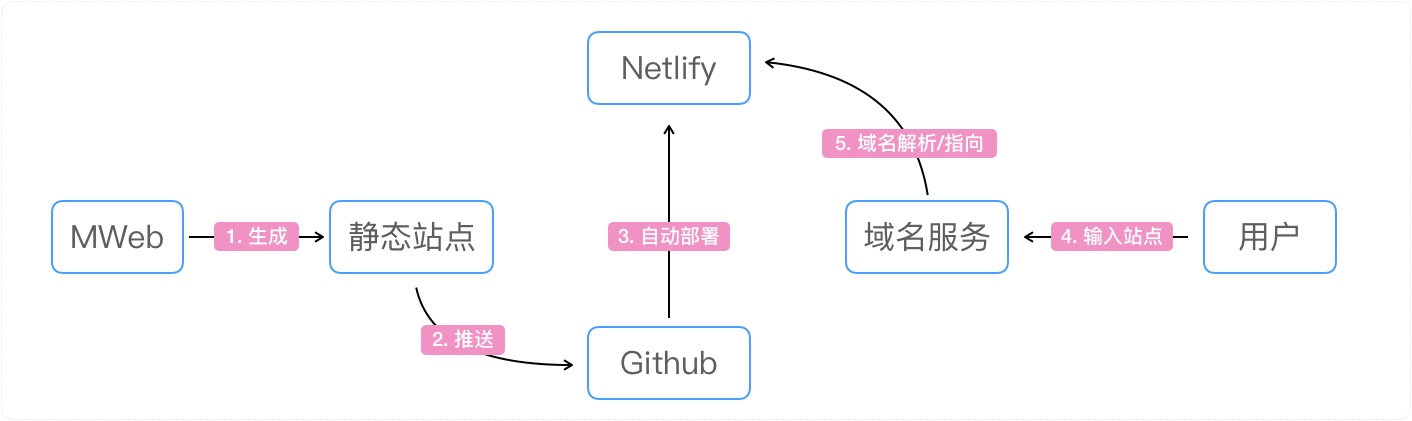 Netlify
5. 域名解析/指向
MWeb
1. 生成
静态站点
3. 自动部署
域名服务
4. 输入站点
用户
2. 推送
Github